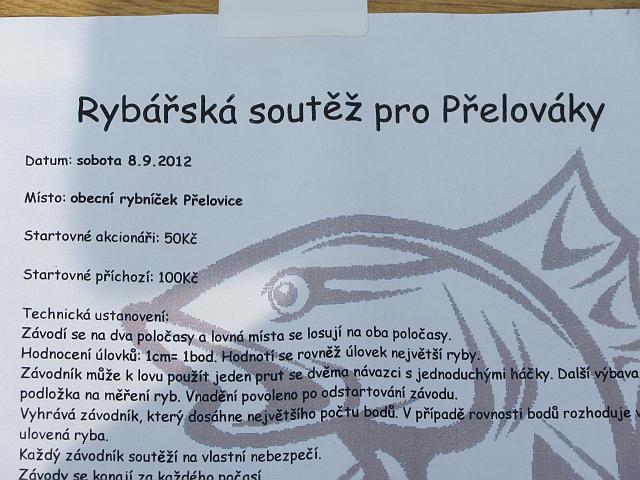 Rybářská soutěž pro Přelováky
Datum: sobota 8.9.2012
Místo: obecní rybníček Přelovice
Startovné akcionáři: 50Kč
Startovné příchozí: 100Kč
Technická ustanovení:
Závodí se na dva poločasy a lovná místa se losují na oba poločasy.
Hodnocení úlovků: 1cm= 1bod. Hodnotí se rovněž úlovek největší ryby.
Závodník může k lovu použít jeden prut se dvěma návazci s jednoduchými háčky. Další výbava
podložka na měření ryb. Vnadění povoleno po odstartování závodu.
Vyhrává závodník, který dosáhne největšího počtu bodů. V případě rovnosti bodů rozhoduje v
ulovená ryba.
Každý závodník soutěží na vlastní nebezpečí.
Závody se konají za každého počasí.